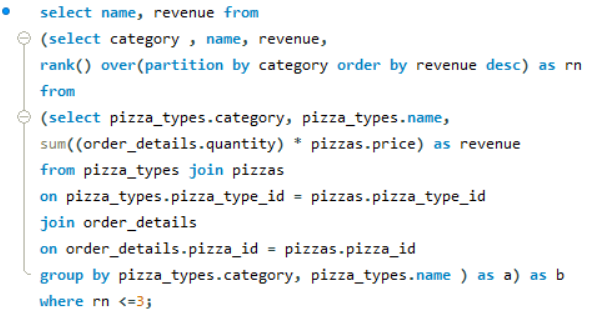 select name, revenue from
(select category , name, revenue,
rank() over(partition by category order by revenue desc) as rn
from
(select pizza_types.category, pizza_types.name,
sum((order_details.quantity) * pizzas.price) as revenue
from pizza_types join pizzas
on pizza_types.pizza_type_id = pizzas.pizza_type_id
join order_details
on order_details.pizza_id = pizzas.pizza_id
group by pizza_types.category, pizza_types.name ) as a) as b
where rn <=3;